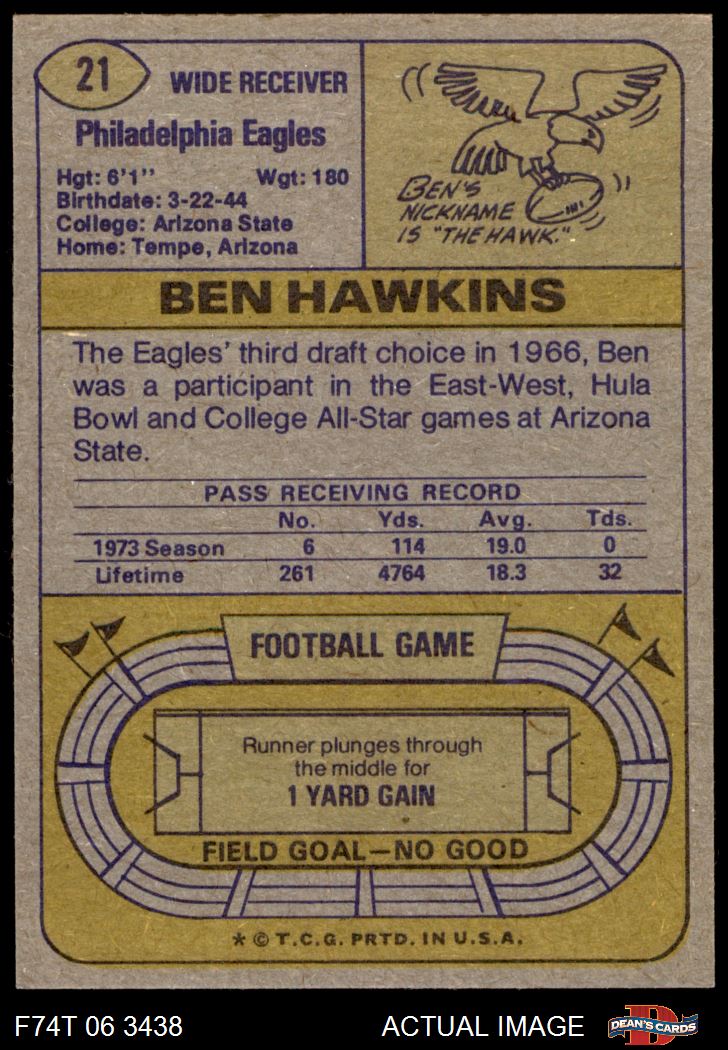 21
WIDE RECEIVER
Philadelphia Eagles
Hgt: 6'1"
Wgt: 180
Birthdate: 3-22-44
College: Arizona State
Home: Tempe, Arizona
BEN'S
NICKNAME
IS "THE HAWK."
BEN HAWKINS
The Eagles' third draft choice in 1966, Ben
was a participant in the East-West, Hula
Bowl and College All-Star games at Arizona
State.
PASS RECEIVING RECORD
No. Yds. Avg. Tds.
1973 Season 6 114 19.0 0
Lifetime 261 4764 18.3 32
FOOTBALL GAME
Runner plunges through
the middle for
1 YARD GAIN
FIELD GOAL—NO GOOD
* © T.C.G. PRTD. IN U.S.A.
F74T 06 3438
ACTUAL IMAGE
D
DEAN'S CARDS